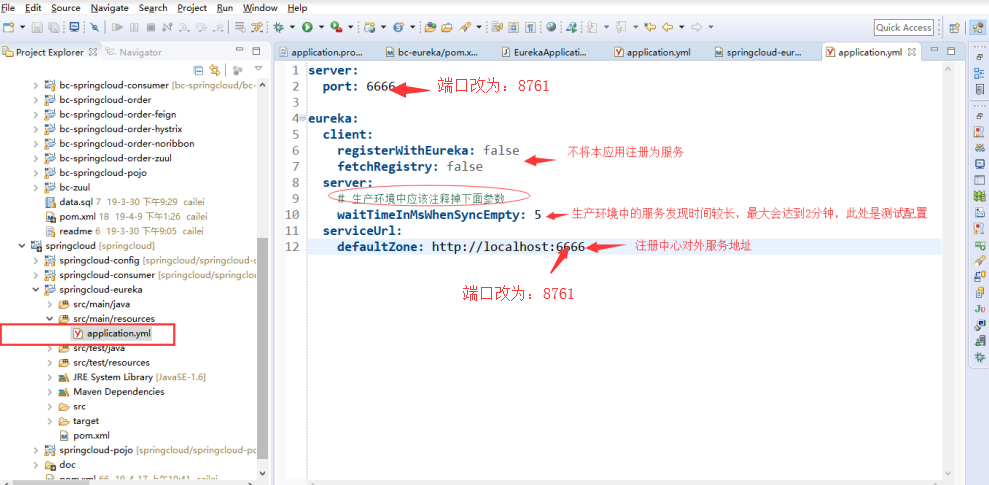 File Edit Source Navigate Search Project Run Window Help
Quick Access
Project Explorer Navigator
bc-springcloud-consumer [bc-springcloud/bc-
bc-springcloud-order
bc-springcloud-order-feign
bc-springcloud-order-hystrix
bc-springcloud-order-noribbon
bc-springcloud-order-zuul
bc-springcloud-pojo
bc-zuul
data.sql 7 19-3-30 下午9:29 cailei
pom.xml 18 19-4-9 下午1:26 cailei
readme 6 19-3-30 下午9:05 cailei
springcloud [springcloud]
springcloud-config [springcloud/springcloud-c
springcloud-consumer [springcloud/springclou
springcloud-eureka
src/main/java
src/main/resources
application.yml
src/test/java
src/test/resources
JRE System Library [JavaSE-1.6]
Maven Dependencies
src
target
pom.xml
springcloud-pojo [springcloud/springcloud-pc
doc
pom.xml 66 19-4-17 上午10:41 cailei
application.pro... bc-eureka/pom.x... EurekaApplicati... application.yml springcloud-eur... application.yml
1 server:
2 port: 6666 端口改为：8761
3
4 eureka:
5 client:
6 registerWithEureka: false 不将本应用注册为服务
7 fetchRegistry: false
8 server:
9 # 生产环境中应该注释掉下面参数
10 waitTimeInMsWhenSyncEmpty: 5 生产环境中的服务发现时间较长，最大会达到2分钟，此处是测试配置
11 serviceUrl:
12 defaultZone: http://localhost:6666 注册中心对外服务地址
端口改为：8761